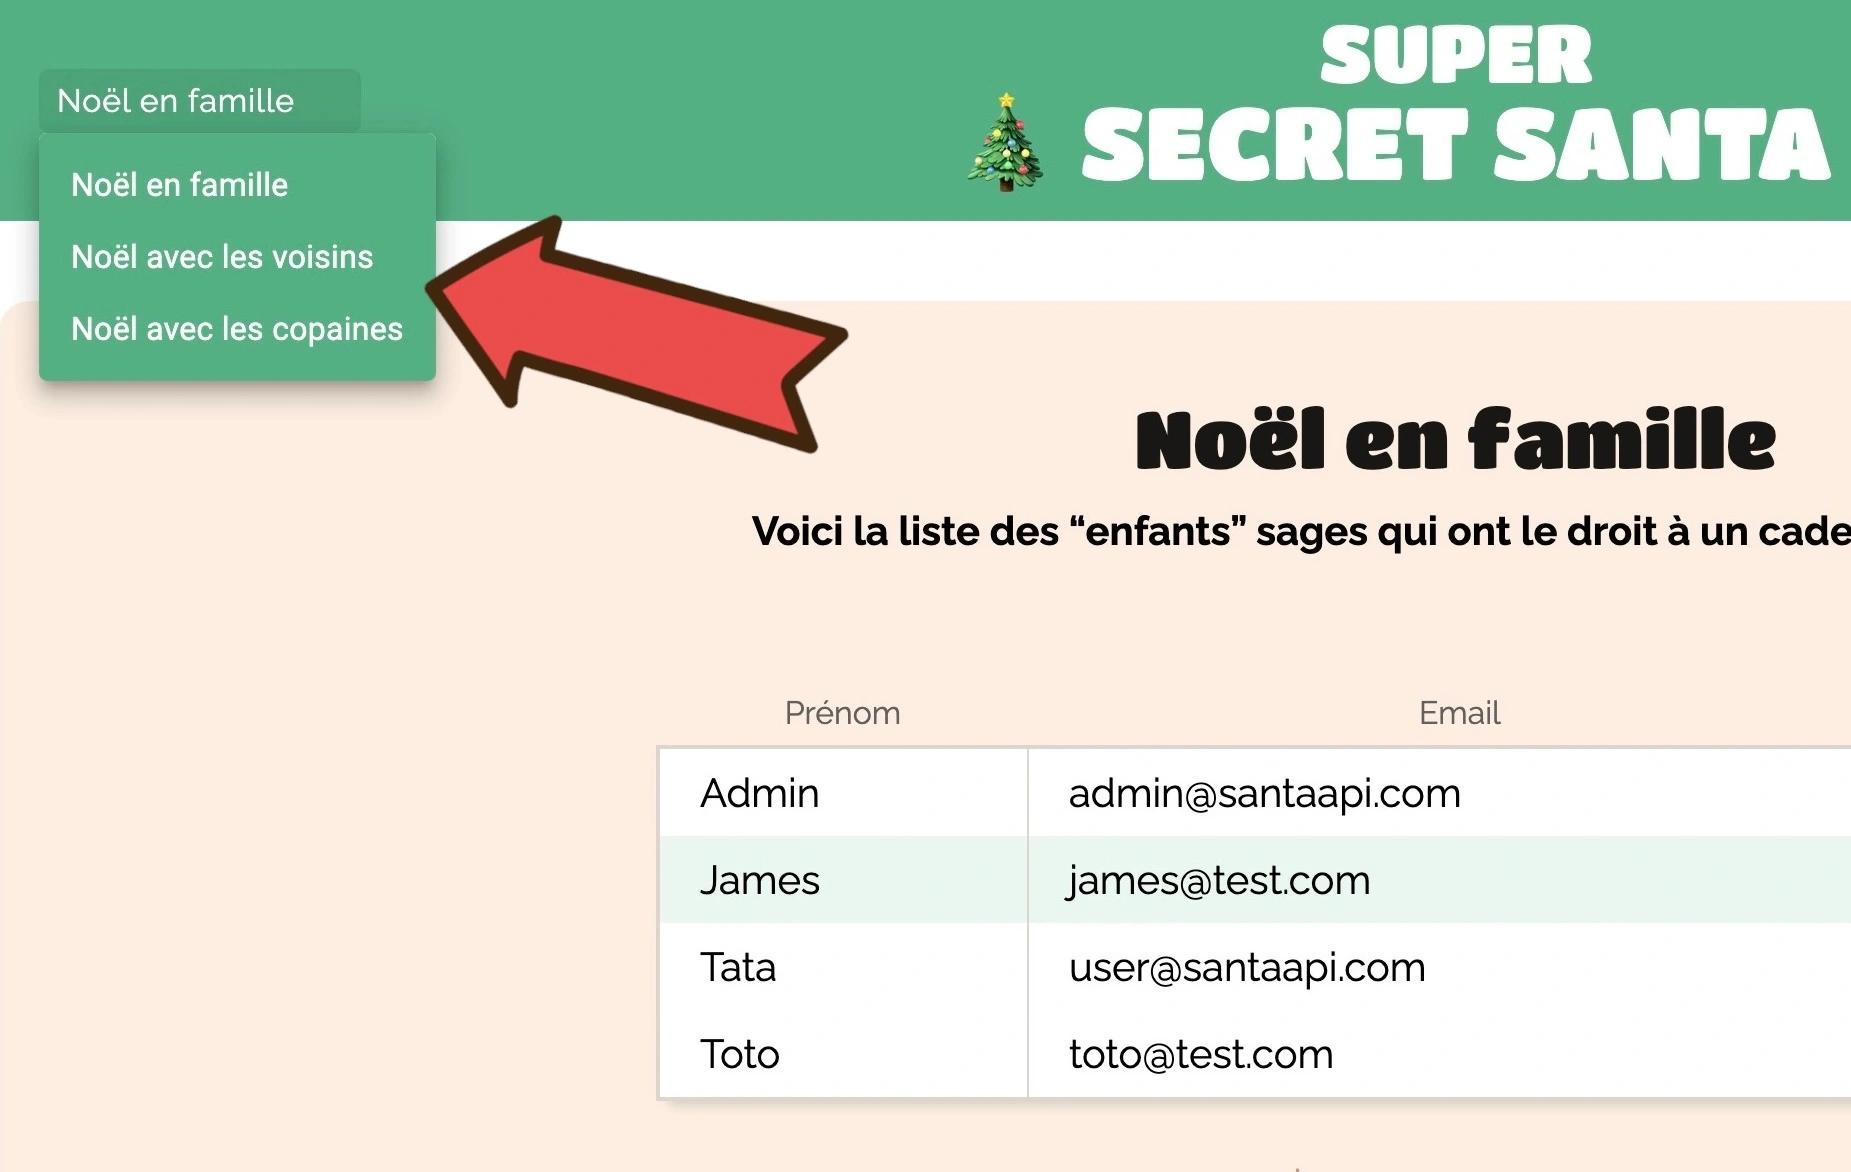 SUPER
SECRET SANTA
Noël en famille
Noël en famille
Noël avec les voisins
Noël avec les copaines
Noël en famille
Voici la liste des “enfants” sages qui ont le droit à un cade
Prénom Email
Admin admin@santaapi.com
James james@test.com
Tata user@santaapi.com
Toto toto@test.com